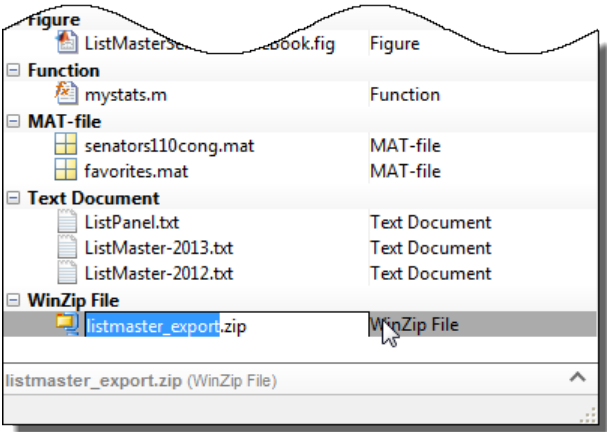 Figure
ListMasterSe book.fig Figure
Function
mystats.m Function
MAT-file
senators110cong.mat MAT-file
favorites.mat MAT-file
Text Document
ListPanel.txt Text Document
ListMaster-2013.txt Text Document
ListMaster-2012.txt Text Document
WinZip File
listmaster_export.zip WinZip File
listmaster_export.zip (WinZip File)